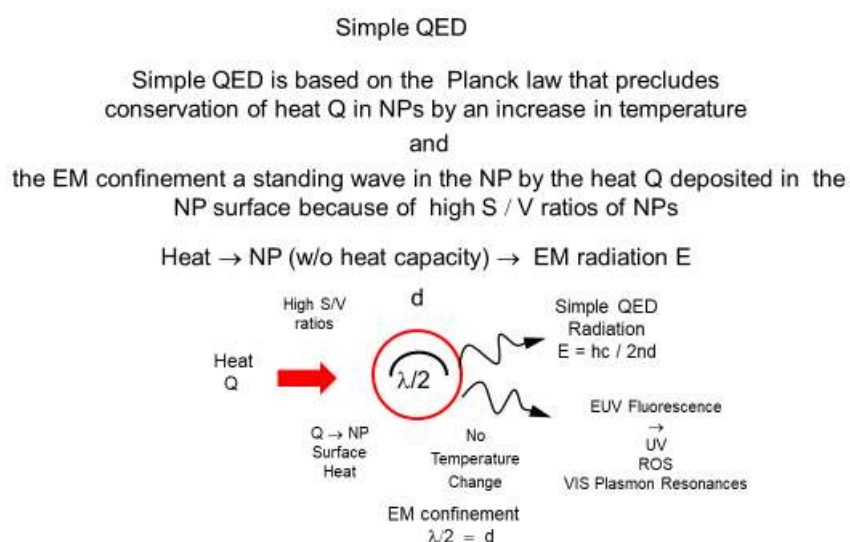 Simple QED
Simple QED is based on the Planck law that precludes
conservation of heat Q in NPs by an increase in temperature
and
the EM confinement a standing wave in the NP by the heat Q deposited in the
NP surface because of high S / V ratios of NPs
Heat → NP (w/o heat capacity) → EM radiation E
High S/V
ratios
d
Simple QED
Radiation
E = hc / 2nd
Heat
Q
λ/2
EUV Fluorescence
→
UV
ROS
VIS Plasmon Resonances
Q → NP
Surface
Heat
No
Temperature
Change
EM confinement
λ/2 = d